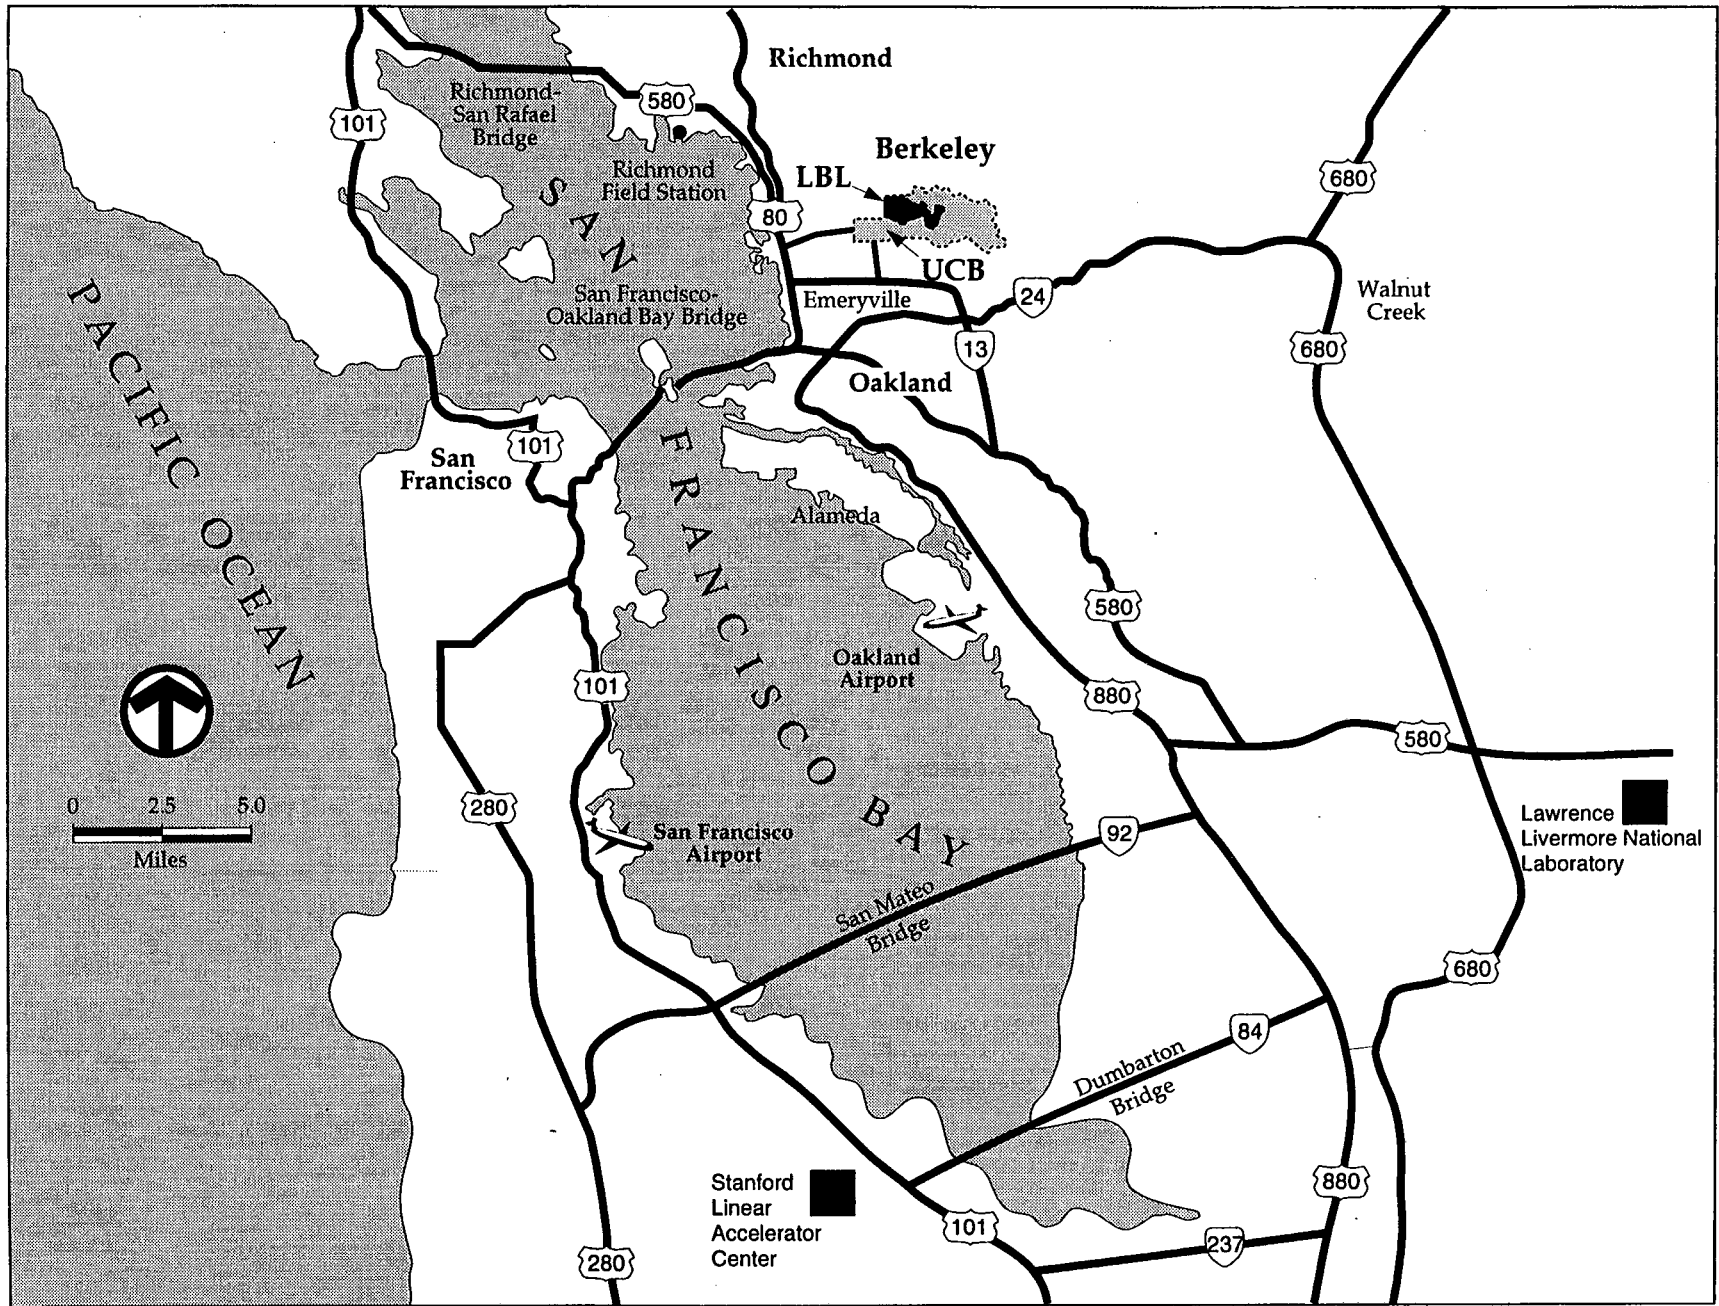 Richmond
Richmond-
San Rafael
Bridge
580
101
Berkeley
Richmond
Field Station
LBL
680
80
UCB
SAN FRANCISCO BAY
PACIFIC OCEAN
San Francisco-
Oakland Bay Bridge
Emeryville
24
Walnut
Creek
13
680
Oakland
101
San
Francisco
Alameda
580
Oakland
Airport
101
880
580
0 2.5 5.0
Miles
280
San Francisco
Airport
92
Lawrence
Livermore National
Laboratory
San Mateo
Bridge
680
84
Dumbarton
Bridge
Stanford
Linear
Accelerator
Center
880
101
237
280